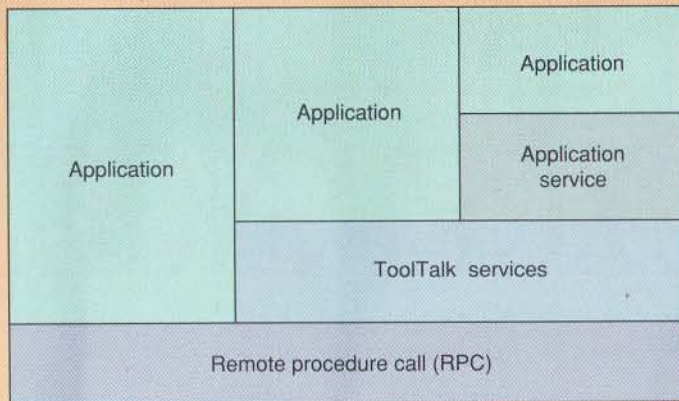 Application
Application
Application
Application
service
ToolTalk services
Remote procedure call (RPC)